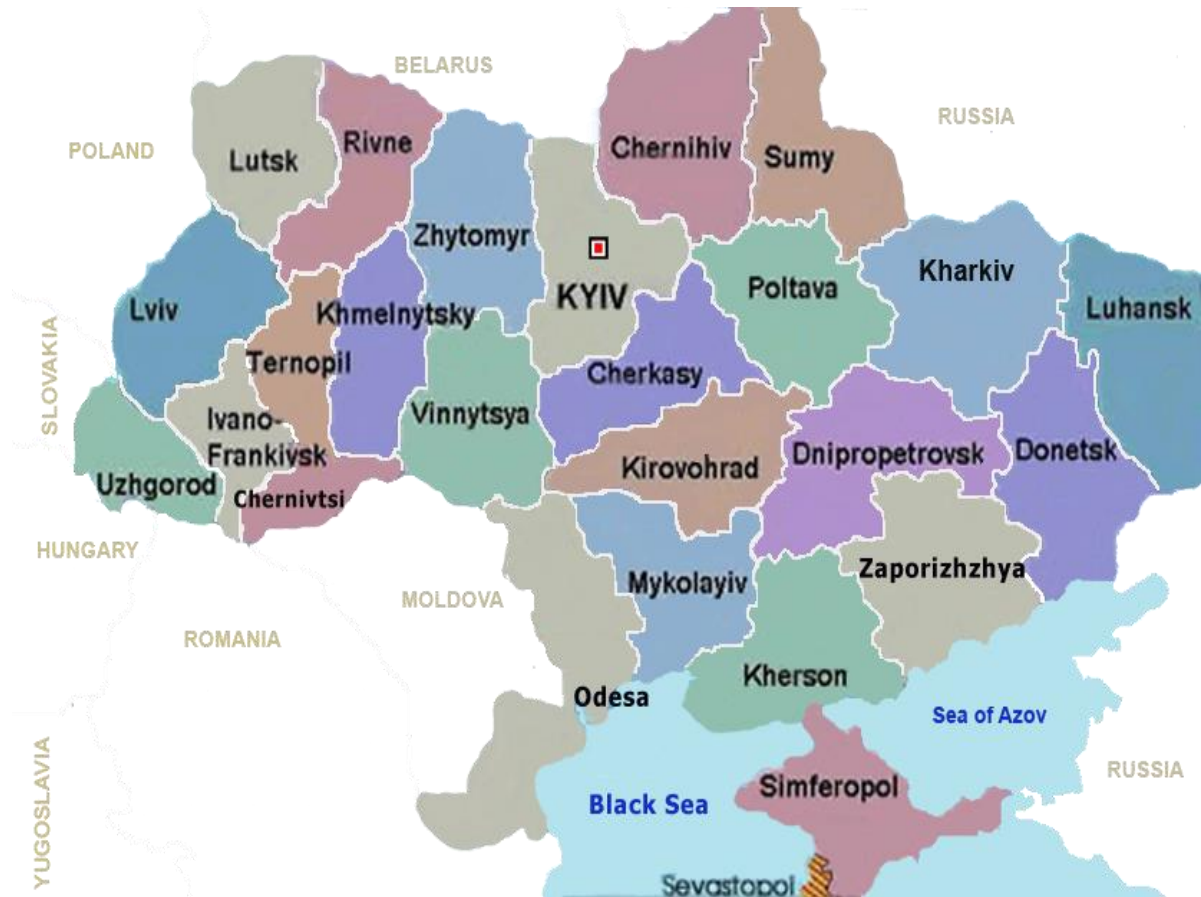 BELARUS
RUSSIA
POLAND
Lutsk
Rivne
Chernihiv
Sumy
Zhytomyr
KYIV
Poltava
Kharkiv
Luhansk
Lviv
Khmelnytsky
SLOVAKIA
Ternopil
Cherkasy
Ivano-
Frankivsk
Vinnytsya
Kirovohrad
Dnipropetrovsk
Donetsk
Uzhgorod
Chernivtsi
HUNGARY
MOLDOVA
Mykolayiv
Zaporizhzhya
ROMANIA
Odesa
Kherson
Sea of Azov
RUSSIA
YUGOSLAVIA
Black Sea
Simferopol
Sevastopol